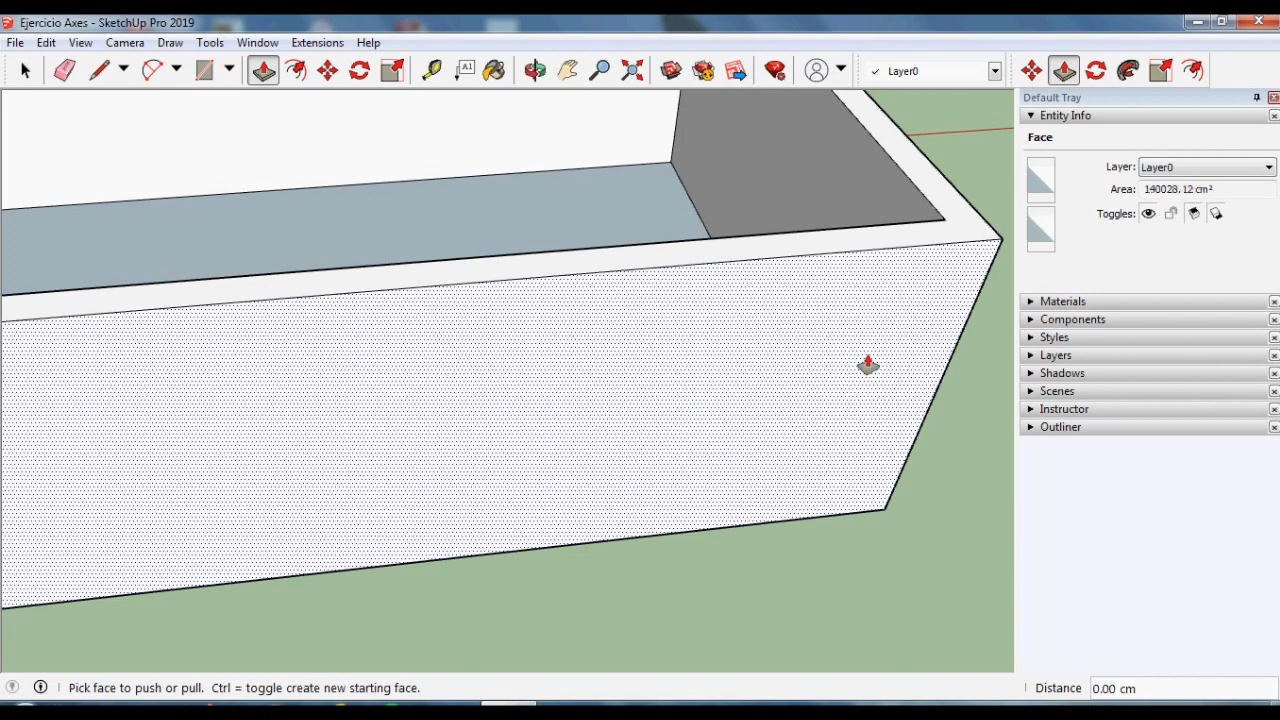 Ejercicio Axes - SketchUp Pro 2019
File Edit View Camera Draw Tools Window Extensions Help
A1
Layer0
Default Tray
Entity Info
Face
Layer: Layer0
Area: 140028,12 cm²
Toggles:
Materials
Components
Styles
Layers
Shadows
Scenes
Instructor
Outliner
Pick face to push or pull. Ctrl = toggle create new starting face.
Distance 0.00 cm